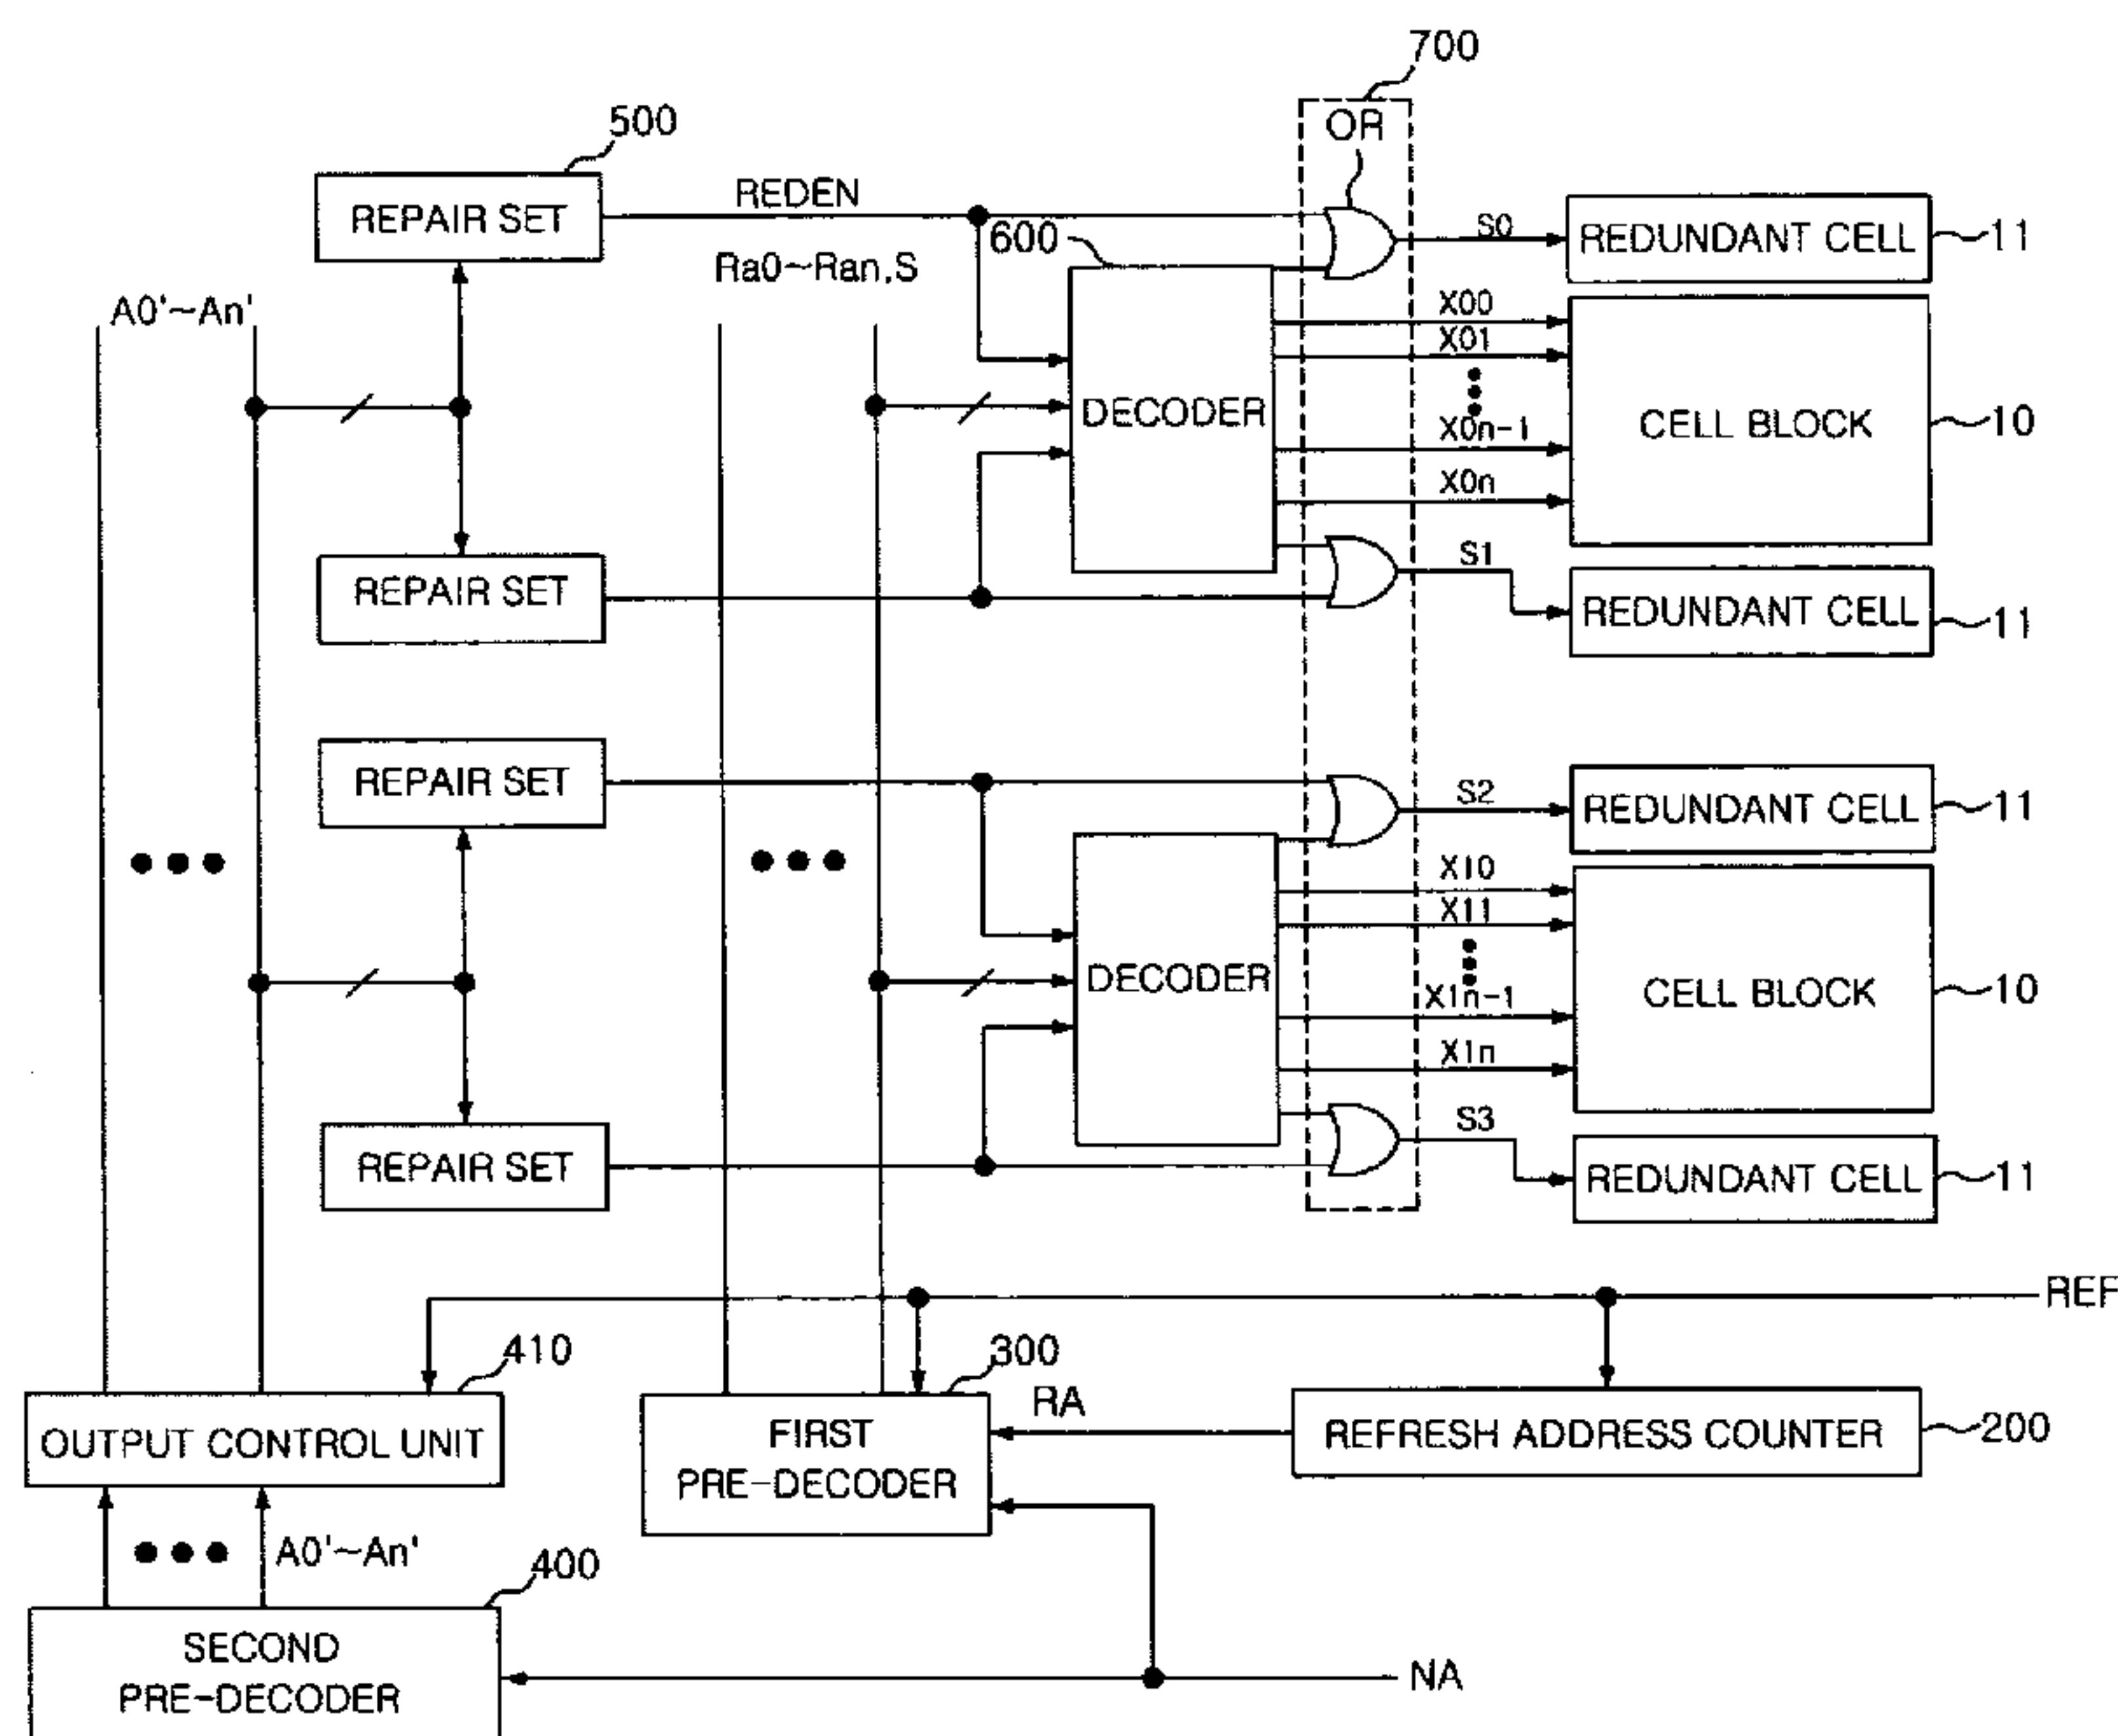 700
OR
500
REPAIR SET
REDEN
600
S0
REDUNDANT CELL
11
Ra0~Ran,S
A0'~An'
X00
X01
DECODER
CELL BLOCK
10
X0n-1
X0n
S1
REPAIR SET
REDUNDANT CELL
11
REPAIR SET
S2
REDUNDANT CELL
11
X10
X11
DECODER
CELL BLOCK
10
X1n-1
X1n
S3
REPAIR SET
REDUNDANT CELL
11
REF
410
300
RA
OUTPUT CONTROL UNIT
FIRST
PRE-DECODER
REFRESH ADDRESS COUNTER
200
A0'~An'
400
SECOND
PRE-DECODER
NA